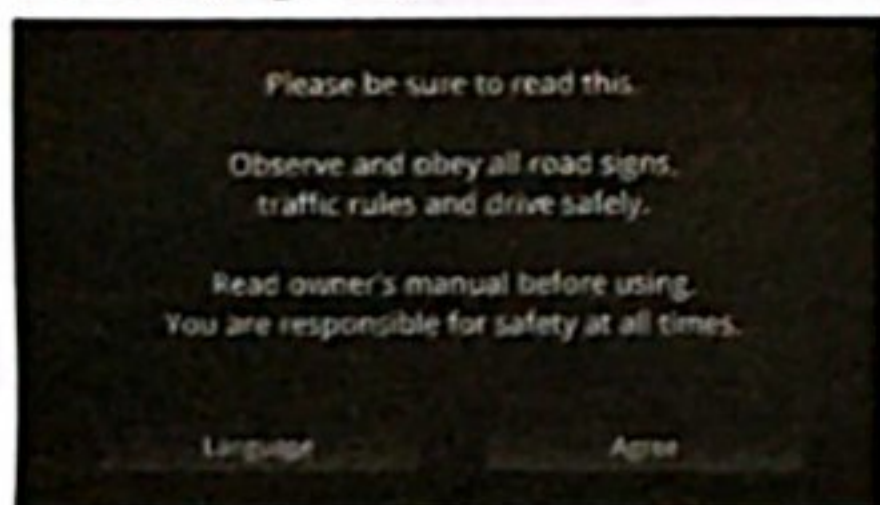 Please be sure to read this.
Observe and obey all road signs,
traffic rules and drive safely.
Read owner's manual before using.
You are responsible for safety at all times.
Language
Agree